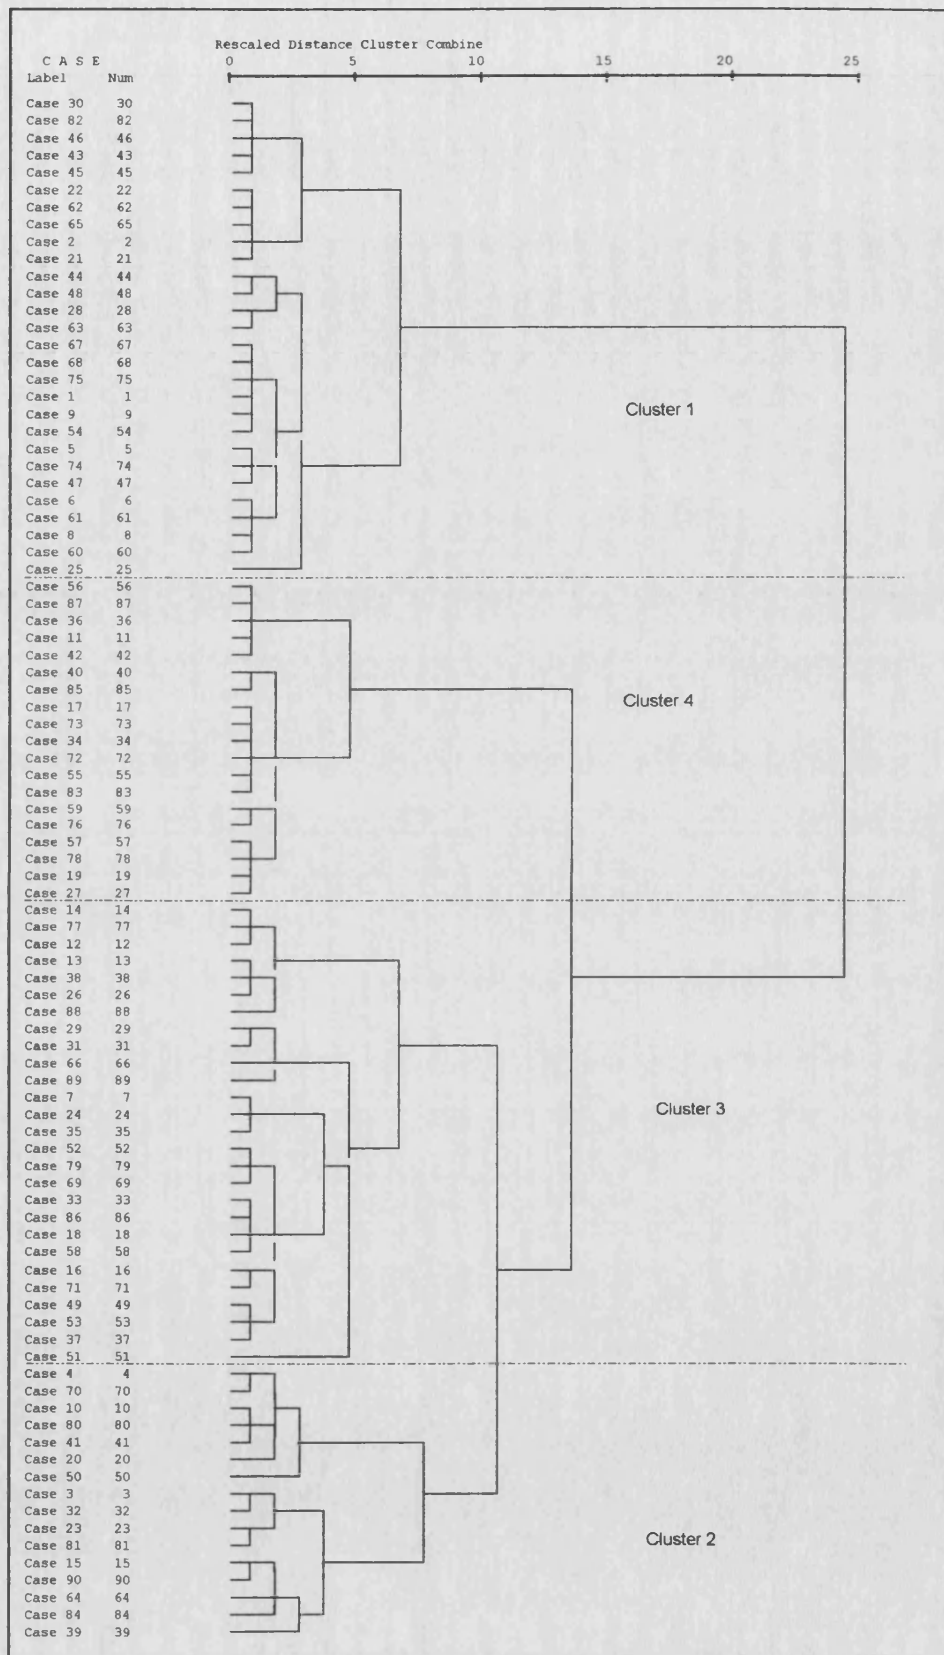 Rescaled Distance Cluster Combine
C A S E 0 5 10 15 20 25
Label Num
Case 30 30
Case 82 82
Case 46 46
Case 43 43
Case 45 45
Case 22 22
Case 62 62
Case 65 65
Case 2 2
Case 21 21
Case 44 44
Case 48 48
Case 28 28
Case 63 63
Case 67 67
Case 68 68
Case 75 75
Case 1 1
Case 9 9
Cluster 1
Case 54 54
Case 5 5
Case 74 74
Case 47 47
Case 6 6
Case 61 61
Case 8 8
Case 60 60
Case 25 25
Case 56 56
Case 87 87
Case 36 36
Case 11 11
Case 42 42
Case 40 40
Case 85 85
Cluster 4
Case 17 17
Case 73 73
Case 34 34
Case 72 72
Case 55 55
Case 83 83
Case 59 59
Case 76 76
Case 57 57
Case 78 78
Case 19 19
Case 27 27
Case 14 14
Case 77 77
Case 12 12
Case 13 13
Case 38 38
Case 26 26
Case 88 88
Case 29 29
Case 31 31
Case 66 66
Case 89 89
Case 7 7
Cluster 3
Case 24 24
Case 35 35
Case 52 52
Case 79 79
Case 69 69
Case 33 33
Case 86 86
Case 18 18
Case 58 58
Case 16 16
Case 71 71
Case 49 49
Case 53 53
Case 37 37
Case 51 51
Case 4 4
Case 70 70
Case 10 10
Case 80 80
Case 41 41
Case 20 20
Case 50 50
Case 3 3
Case 32 32
Case 23 23
Cluster 2
Case 81 81
Case 15 15
Case 90 90
Case 64 64
Case 84 84
Case 39 39